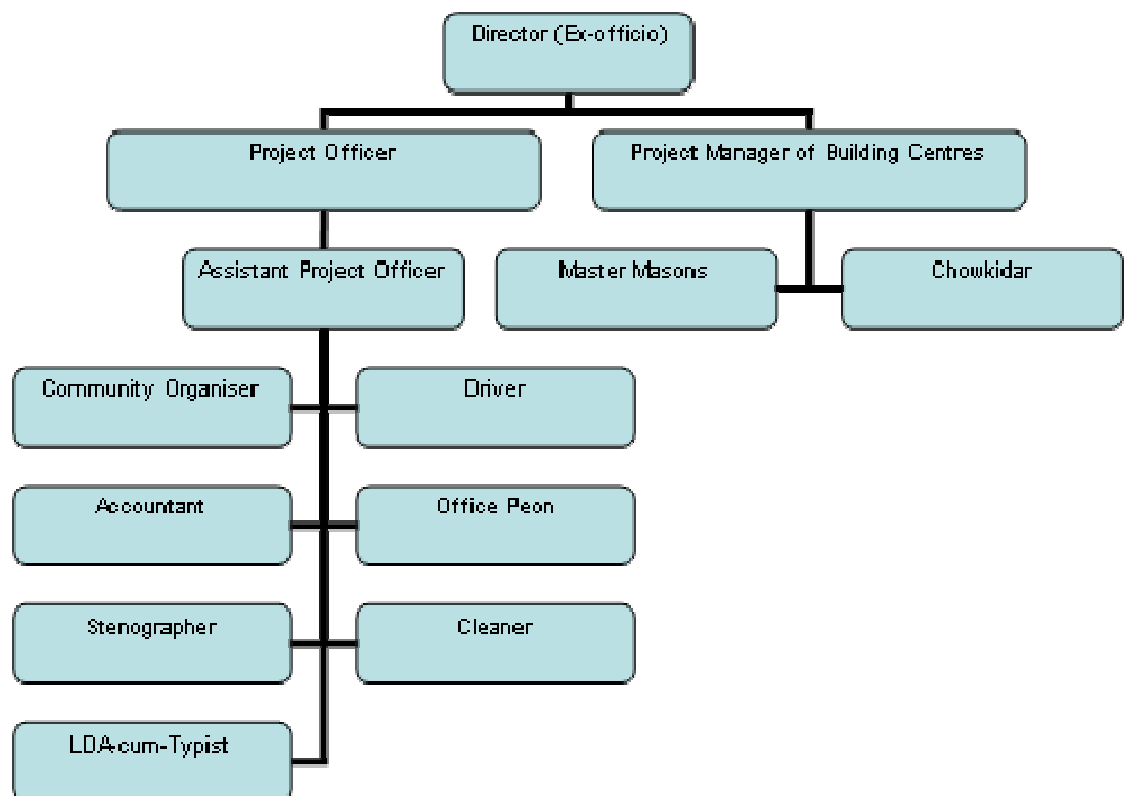 Director (Ex-officio)
Project Officer
Project Manager of Building Centres
Assistant Project Officer
Master Masons
Chowkidar
Community Organiser
Driver
Accountant
Office Peon
Stenographer
Cleaner
LDA-cum-Typist